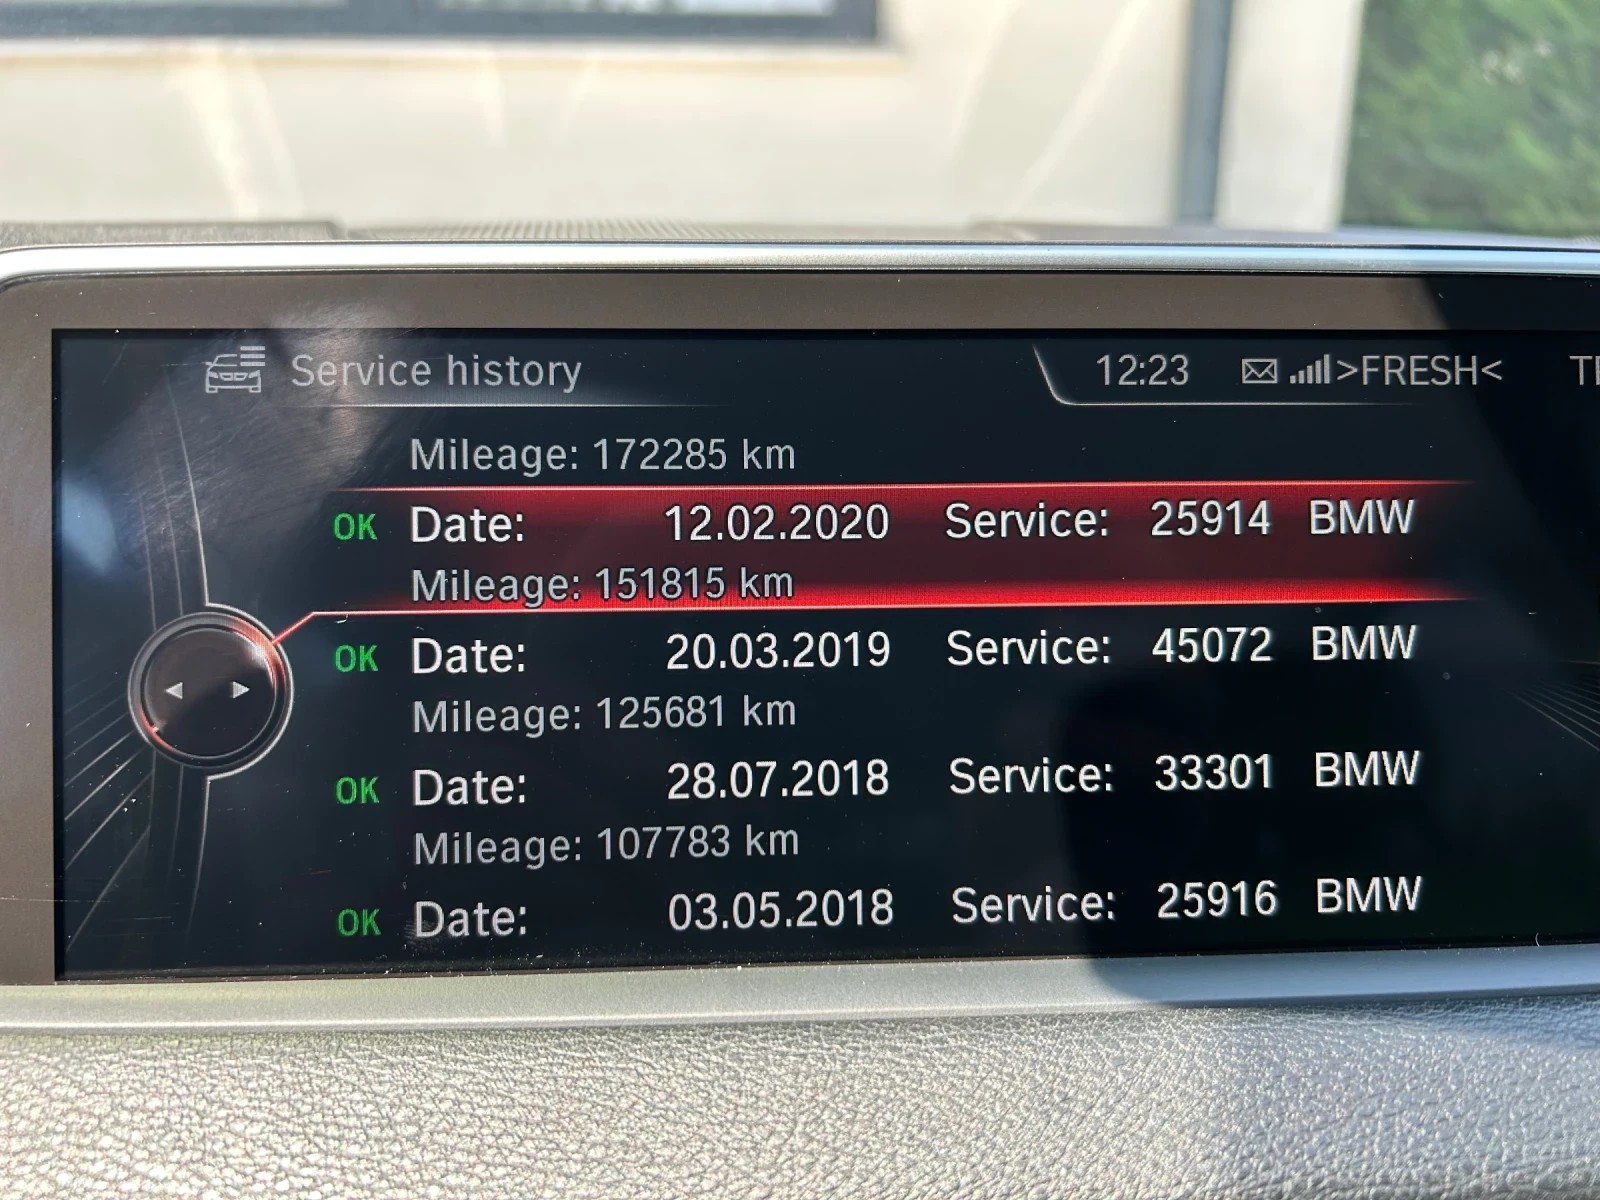 Service history 12:23 >FRESH<
Mileage: 172285 km
OK Date: 12.02.2020 Service: 25914 BMW
Mileage: 151815 km
OK Date: 20.03.2019 Service: 45072 BMW
Mileage: 125681 km
OK Date: 28.07.2018 Service: 33301 BMW
Mileage: 107783 km
OK Date: 03.05.2018 Service: 25916 BMW